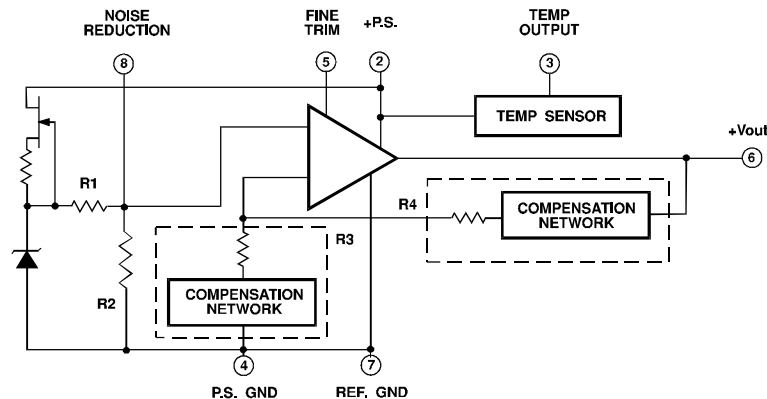 NOISE
REDUCTION
FINE
TRIM
+P.S.
TEMP
OUTPUT
8
5
2
3
TEMP SENSOR
+Vout
6
R1
R4
COMPENSATION
NETWORK
R3
R2
COMPENSATION
NETWORK
4
7
P.S. GND
REF. GND